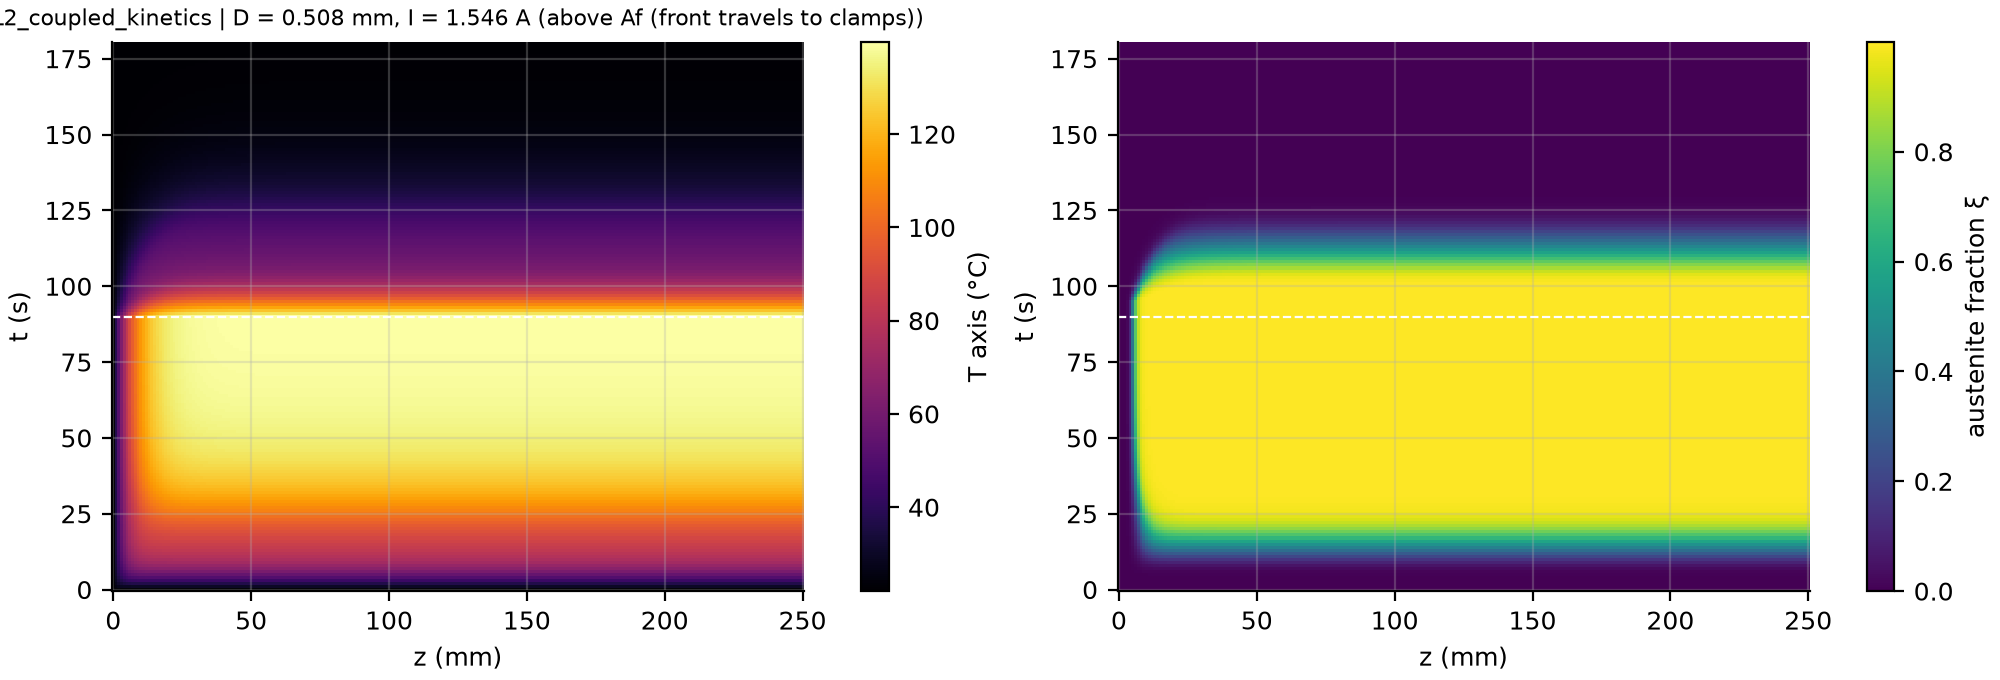 .2_coupled_kinetics | D = 0.508 mm, I = 1.546 A (above Af (front travels to clamps))
175
150
125
100
75
50
25
0
t (s)
0 50 100 150 200 250
z (mm)
120
100
80
60
40
T axis (°C)
175
150
125
100
75
50
25
0
t (s)
0 50 100 150 200 250
z (mm)
0.8
0.6
0.4
0.2
0.0
austenite fraction ξ